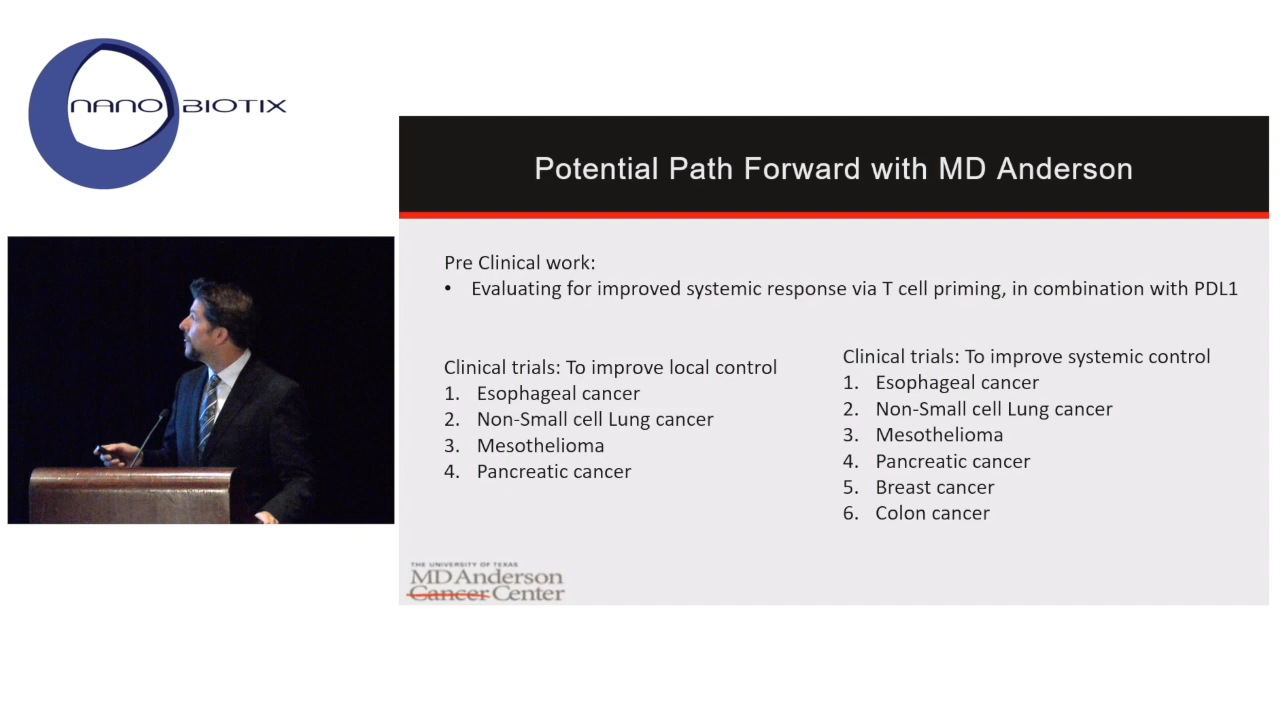 NANOBIOTIX
Potential Path Forward with MD Anderson
Pre Clinical work:
• Evaluating for improved systemic response via T cell priming, in combination with PDL1
Clinical trials: To improve local control
1. Esophageal cancer
2. Non-Small cell Lung cancer
3. Mesothelioma
4. Pancreatic cancer
Clinical trials: To improve systemic control
1. Esophageal cancer
2. Non-Small cell Lung cancer
3. Mesothelioma
4. Pancreatic cancer
5. Breast cancer
6. Colon cancer
THE UNIVERSITY OF TEXAS
MD Anderson
Cancer Center